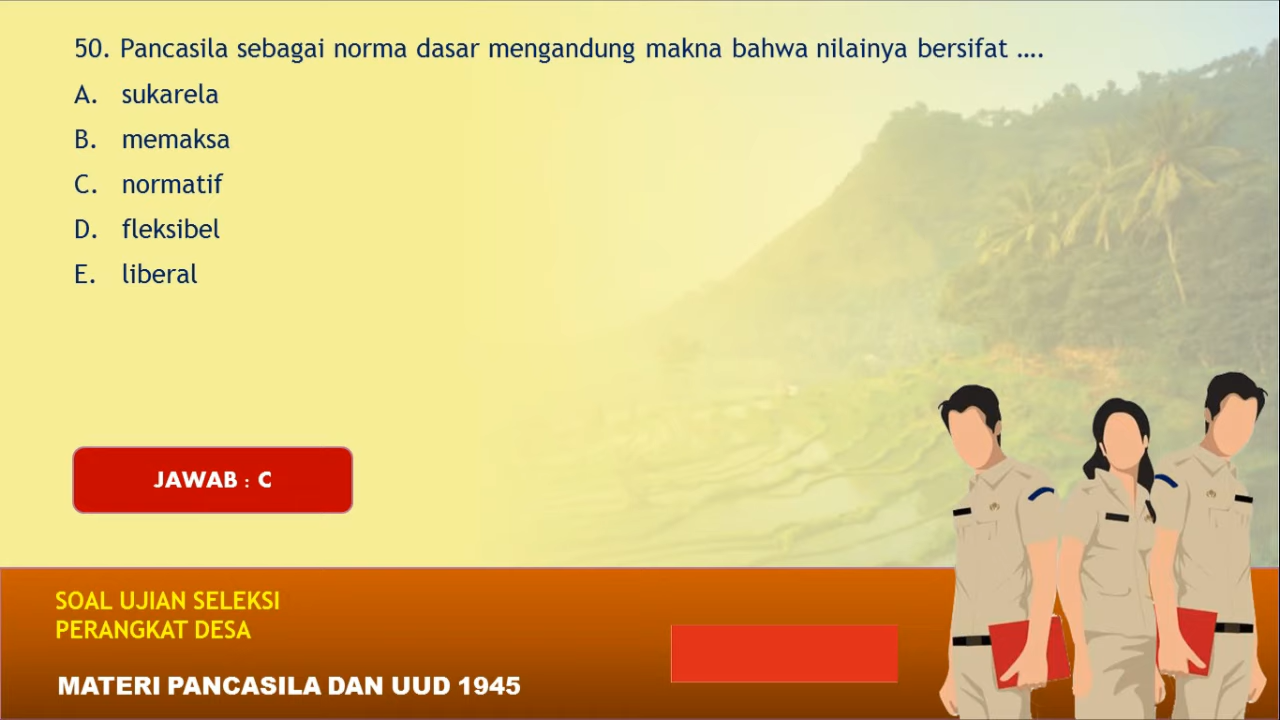 50. Pancasila sebagai norma dasar mengandung makna bahwa nilainya bersifat ....
A. sukarela
B. memaksa
C. normatif
D. fleksibel
E. liberal
JAWAB : C
SOAL UJIAN SELEKSI
PERANGKAT DESA
MATERI PANCASILA DAN UUD 1945